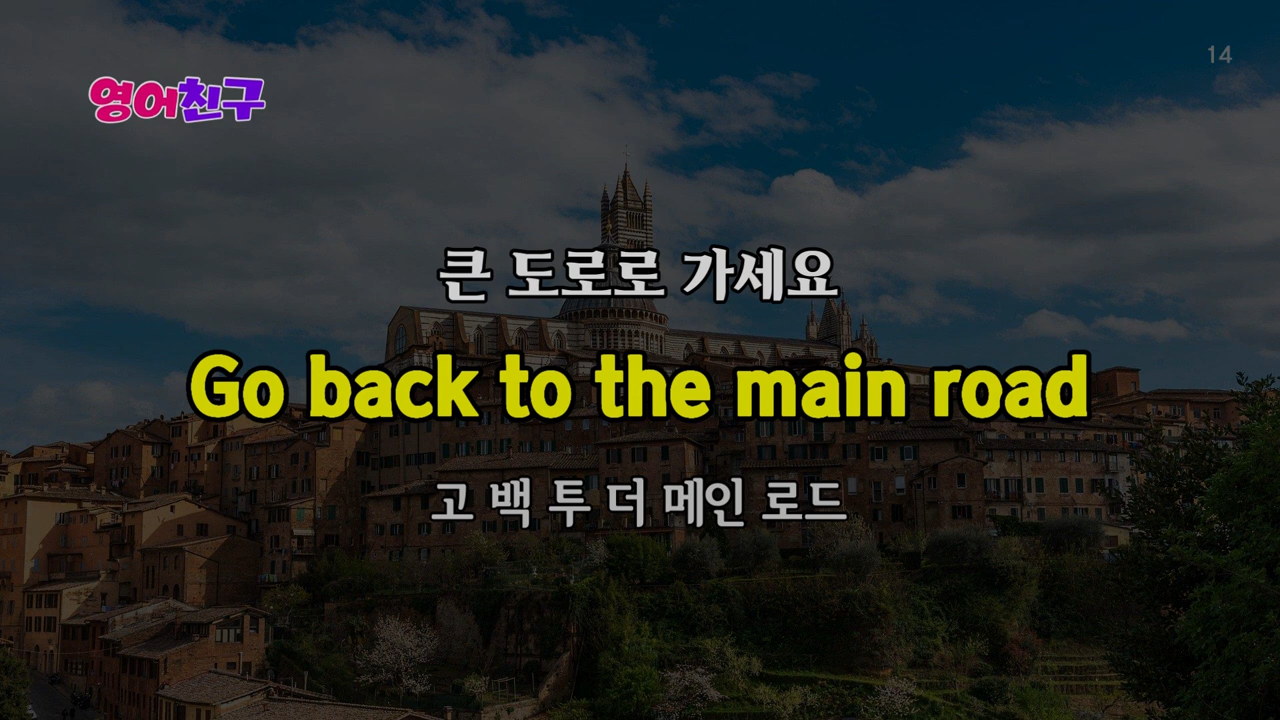 14
영어친구
큰 도로로 가세요
Go back to the main road
고 백 투 더 메인 로드